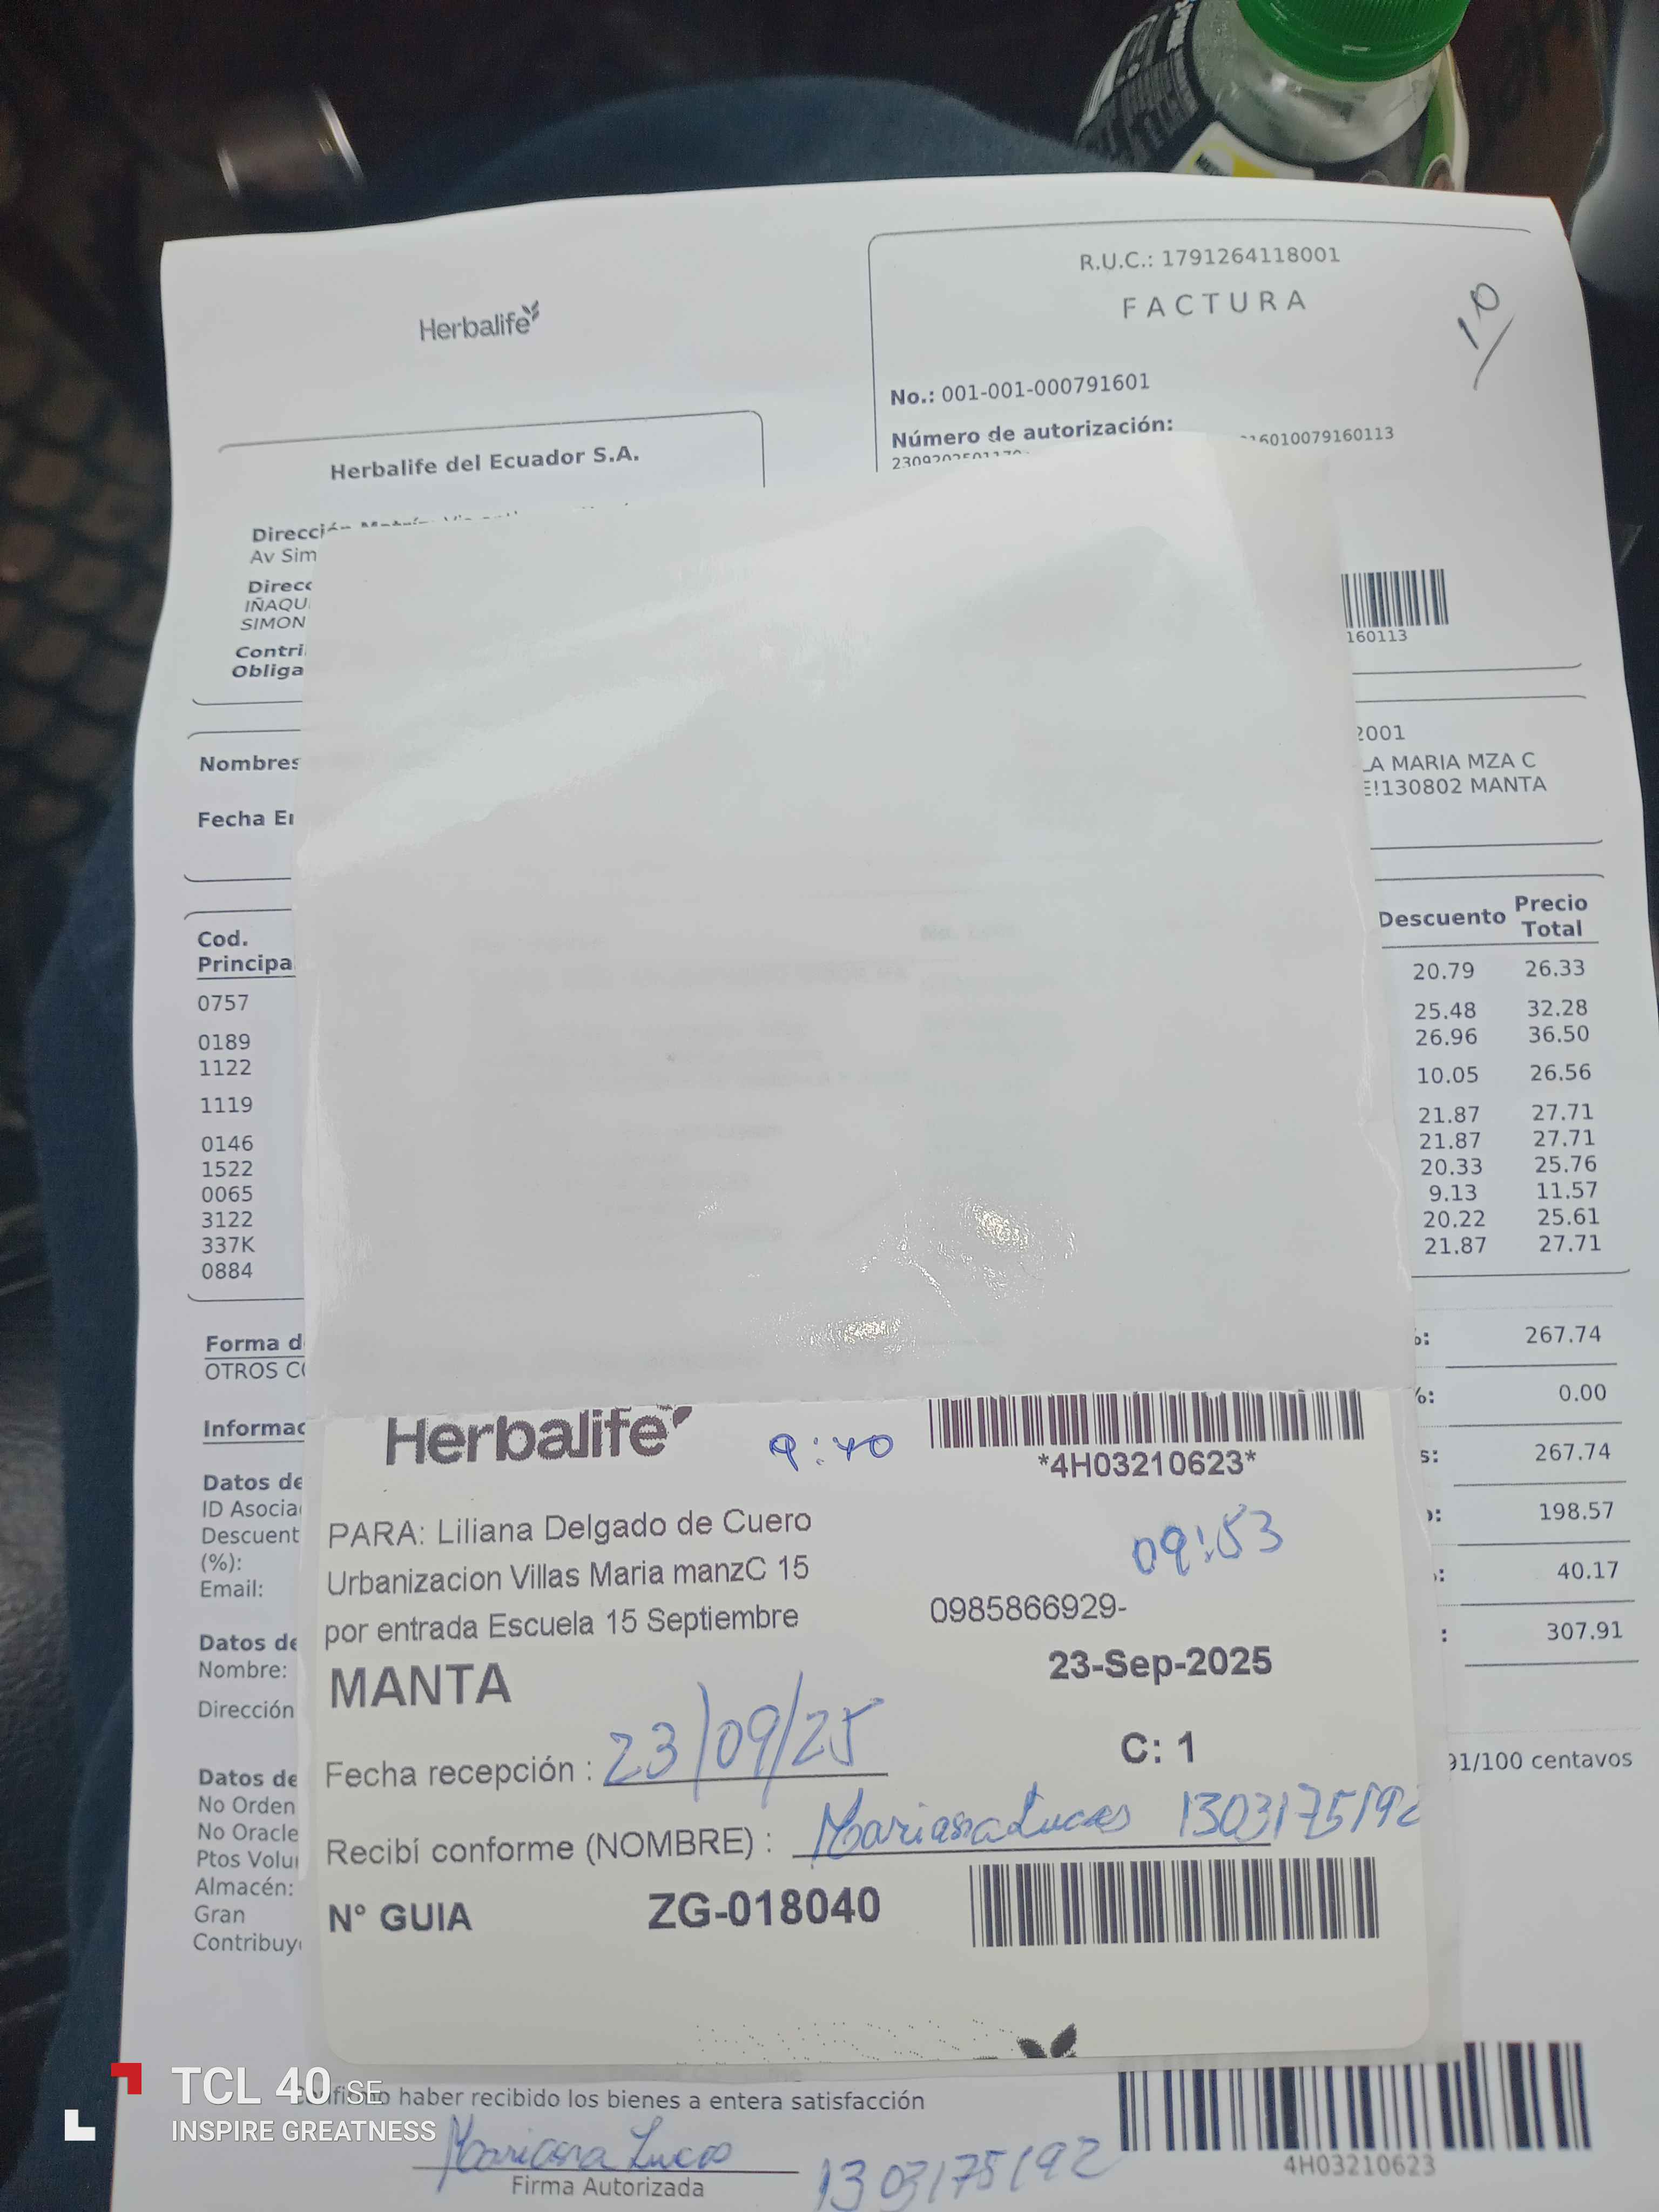 R.U.C.: 1791264118001
FACTURA
10
Herbalife
No.: 001-001-000791601
Número de autorización:
16010079160113
Herbalife del Ecuador S.A.
Av Sim
IÑAQU
SIMON
Contri
Obliga
160113
Nombres
2001
LA MARIA MZA C
E!130802 MANTA
Fecha
Cod.
Principa
Descuento
Precio
Total
0757
0189
1122
1119
0146
1522
0065
3122
337K
0884
20.79 26.33
25.48 32.28
26.96 36.50
10.05 26.56
21.87 27.71
21.87 27.71
20.33 25.76
9.13 11.57
20.22 25.61
21.87 27.71
Forma d
OTROS
Informac
Datos de
ID Asocia
Descuent
(%):
Email:
Datos de
Nombre:
Dirección
Datos de
No Orden
No Oracle
Ptos Volu
Almacén:
Gran
Contribuy
%: 267.74
%: 0.00
s: 267.74
o: 198.57
: 40.17
: 307.91
91/100 centavos
Herbalife 9:40
*4H03210623*
PARA: Liliana Delgado de Cuero
09:53
Urbanizacion Villas Maria manzC 15
por entrada Escuela 15 Septiembre 0985866929-
MANTA 23-Sep-2025
Fecha recepción : 23/09/25 C: 1
Recibí conforme (NOMBRE) : Mariana Lucas 1303175192
N° GUIA ZG-018040
haber recibido los bienes a entera satisfacción
Mariana Lucas 1303175192
Firma Autorizada
4H03210623
TCL 40 SE
INSPIRE GREATNESS